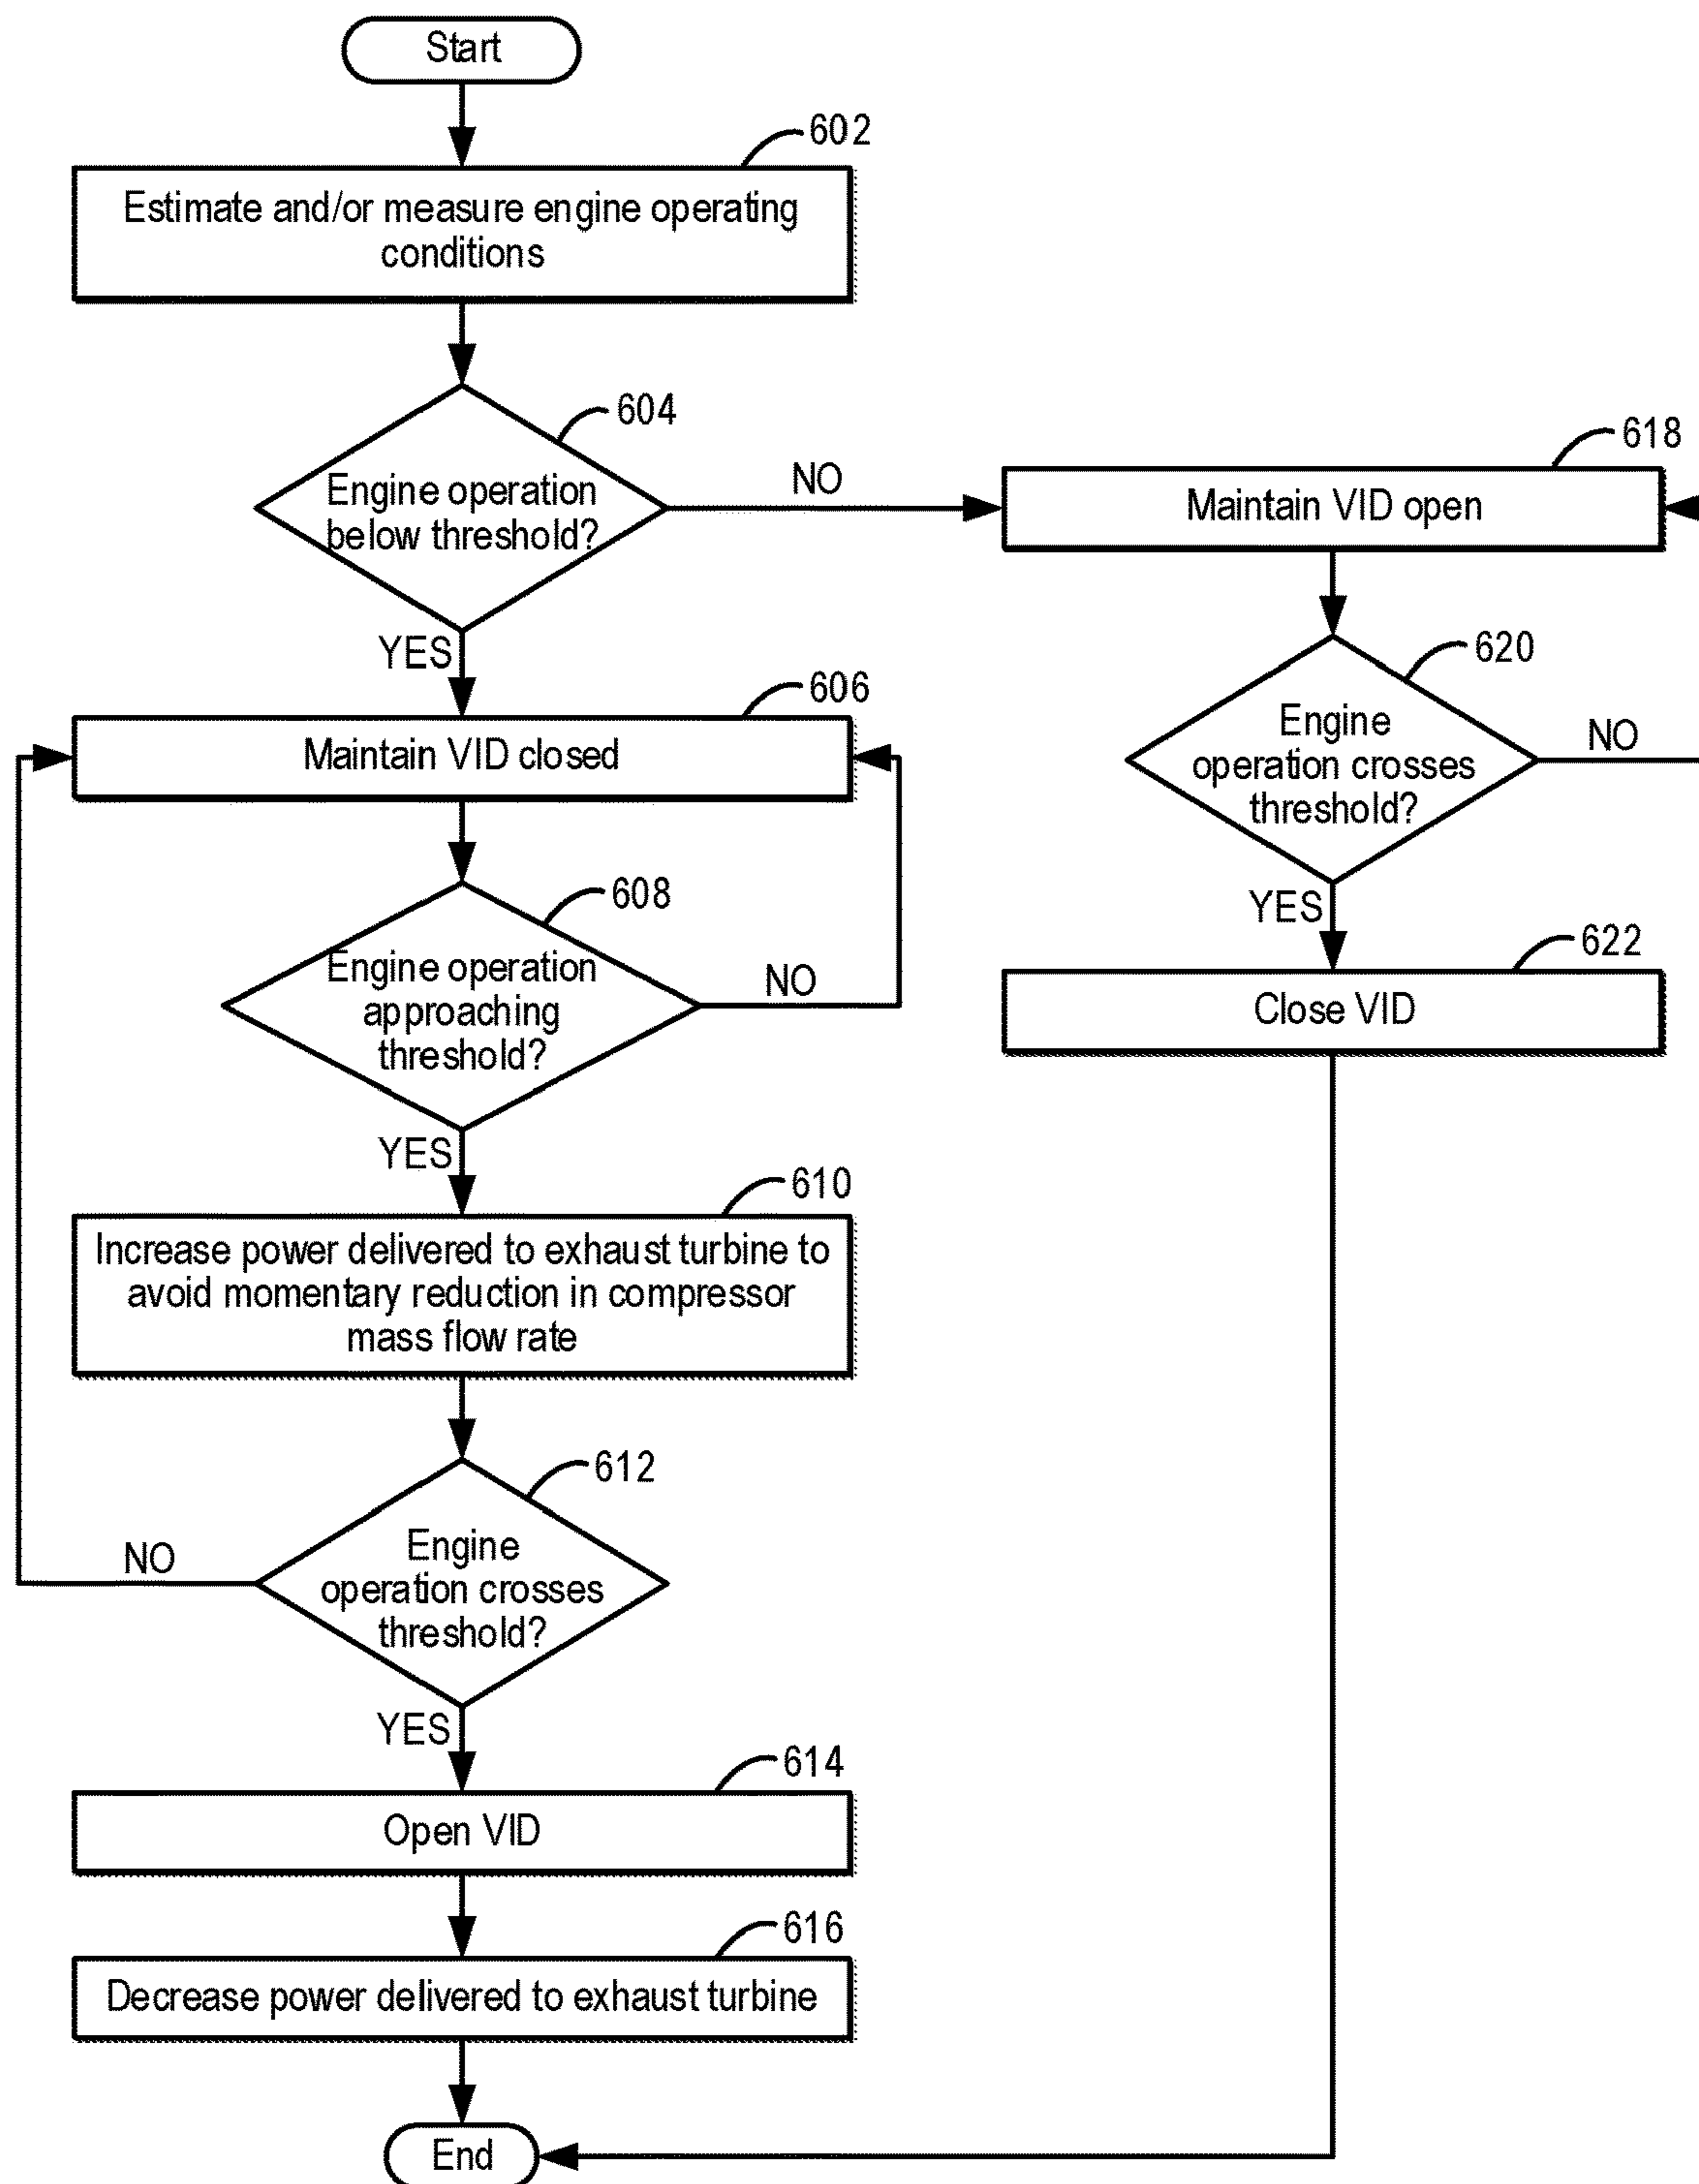 Start
602
Estimate and/or measure engine operating
conditions
604
Engine operation
below threshold?
NO
YES
618
Maintain VID open
620
Engine
operation crosses
threshold?
NO
YES
622
Close VID
606
Maintain VID closed
608
Engine operation
approaching
threshold?
NO
YES
610
Increase power delivered to exhaust turbine to
avoid momentary reduction in compressor
mass flow rate
612
Engine
operation crosses
threshold?
NO
YES
614
Open VID
616
Decrease power delivered to exhaust turbine
End